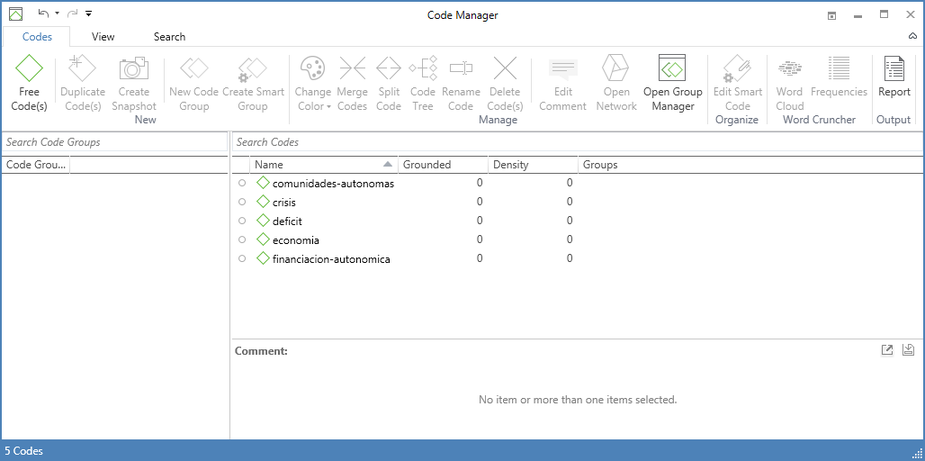 Code Manager
Codes View Search
Free Code(s)
Duplicate Code(s)
Create Snapshot
New Code Group
Create Smart Group
Change Color
Merge Codes
Split Code
Code Tree
Rename Code
Delete Code(s)
Edit Comment
Open Network
Open Group Manager
Edit Smart Code
Word Cloud
Frequencies
Report
New Manage Organize Word Cruncher Output
Search Code Groups
Search Codes
Code Grou...
Name Grounded Density Groups
comunidades-autonomas 0 0
crisis 0 0
deficit 0 0
economia 0 0
financiacion-autonomica 0 0
Comment:
No item or more than one items selected.
5 Codes